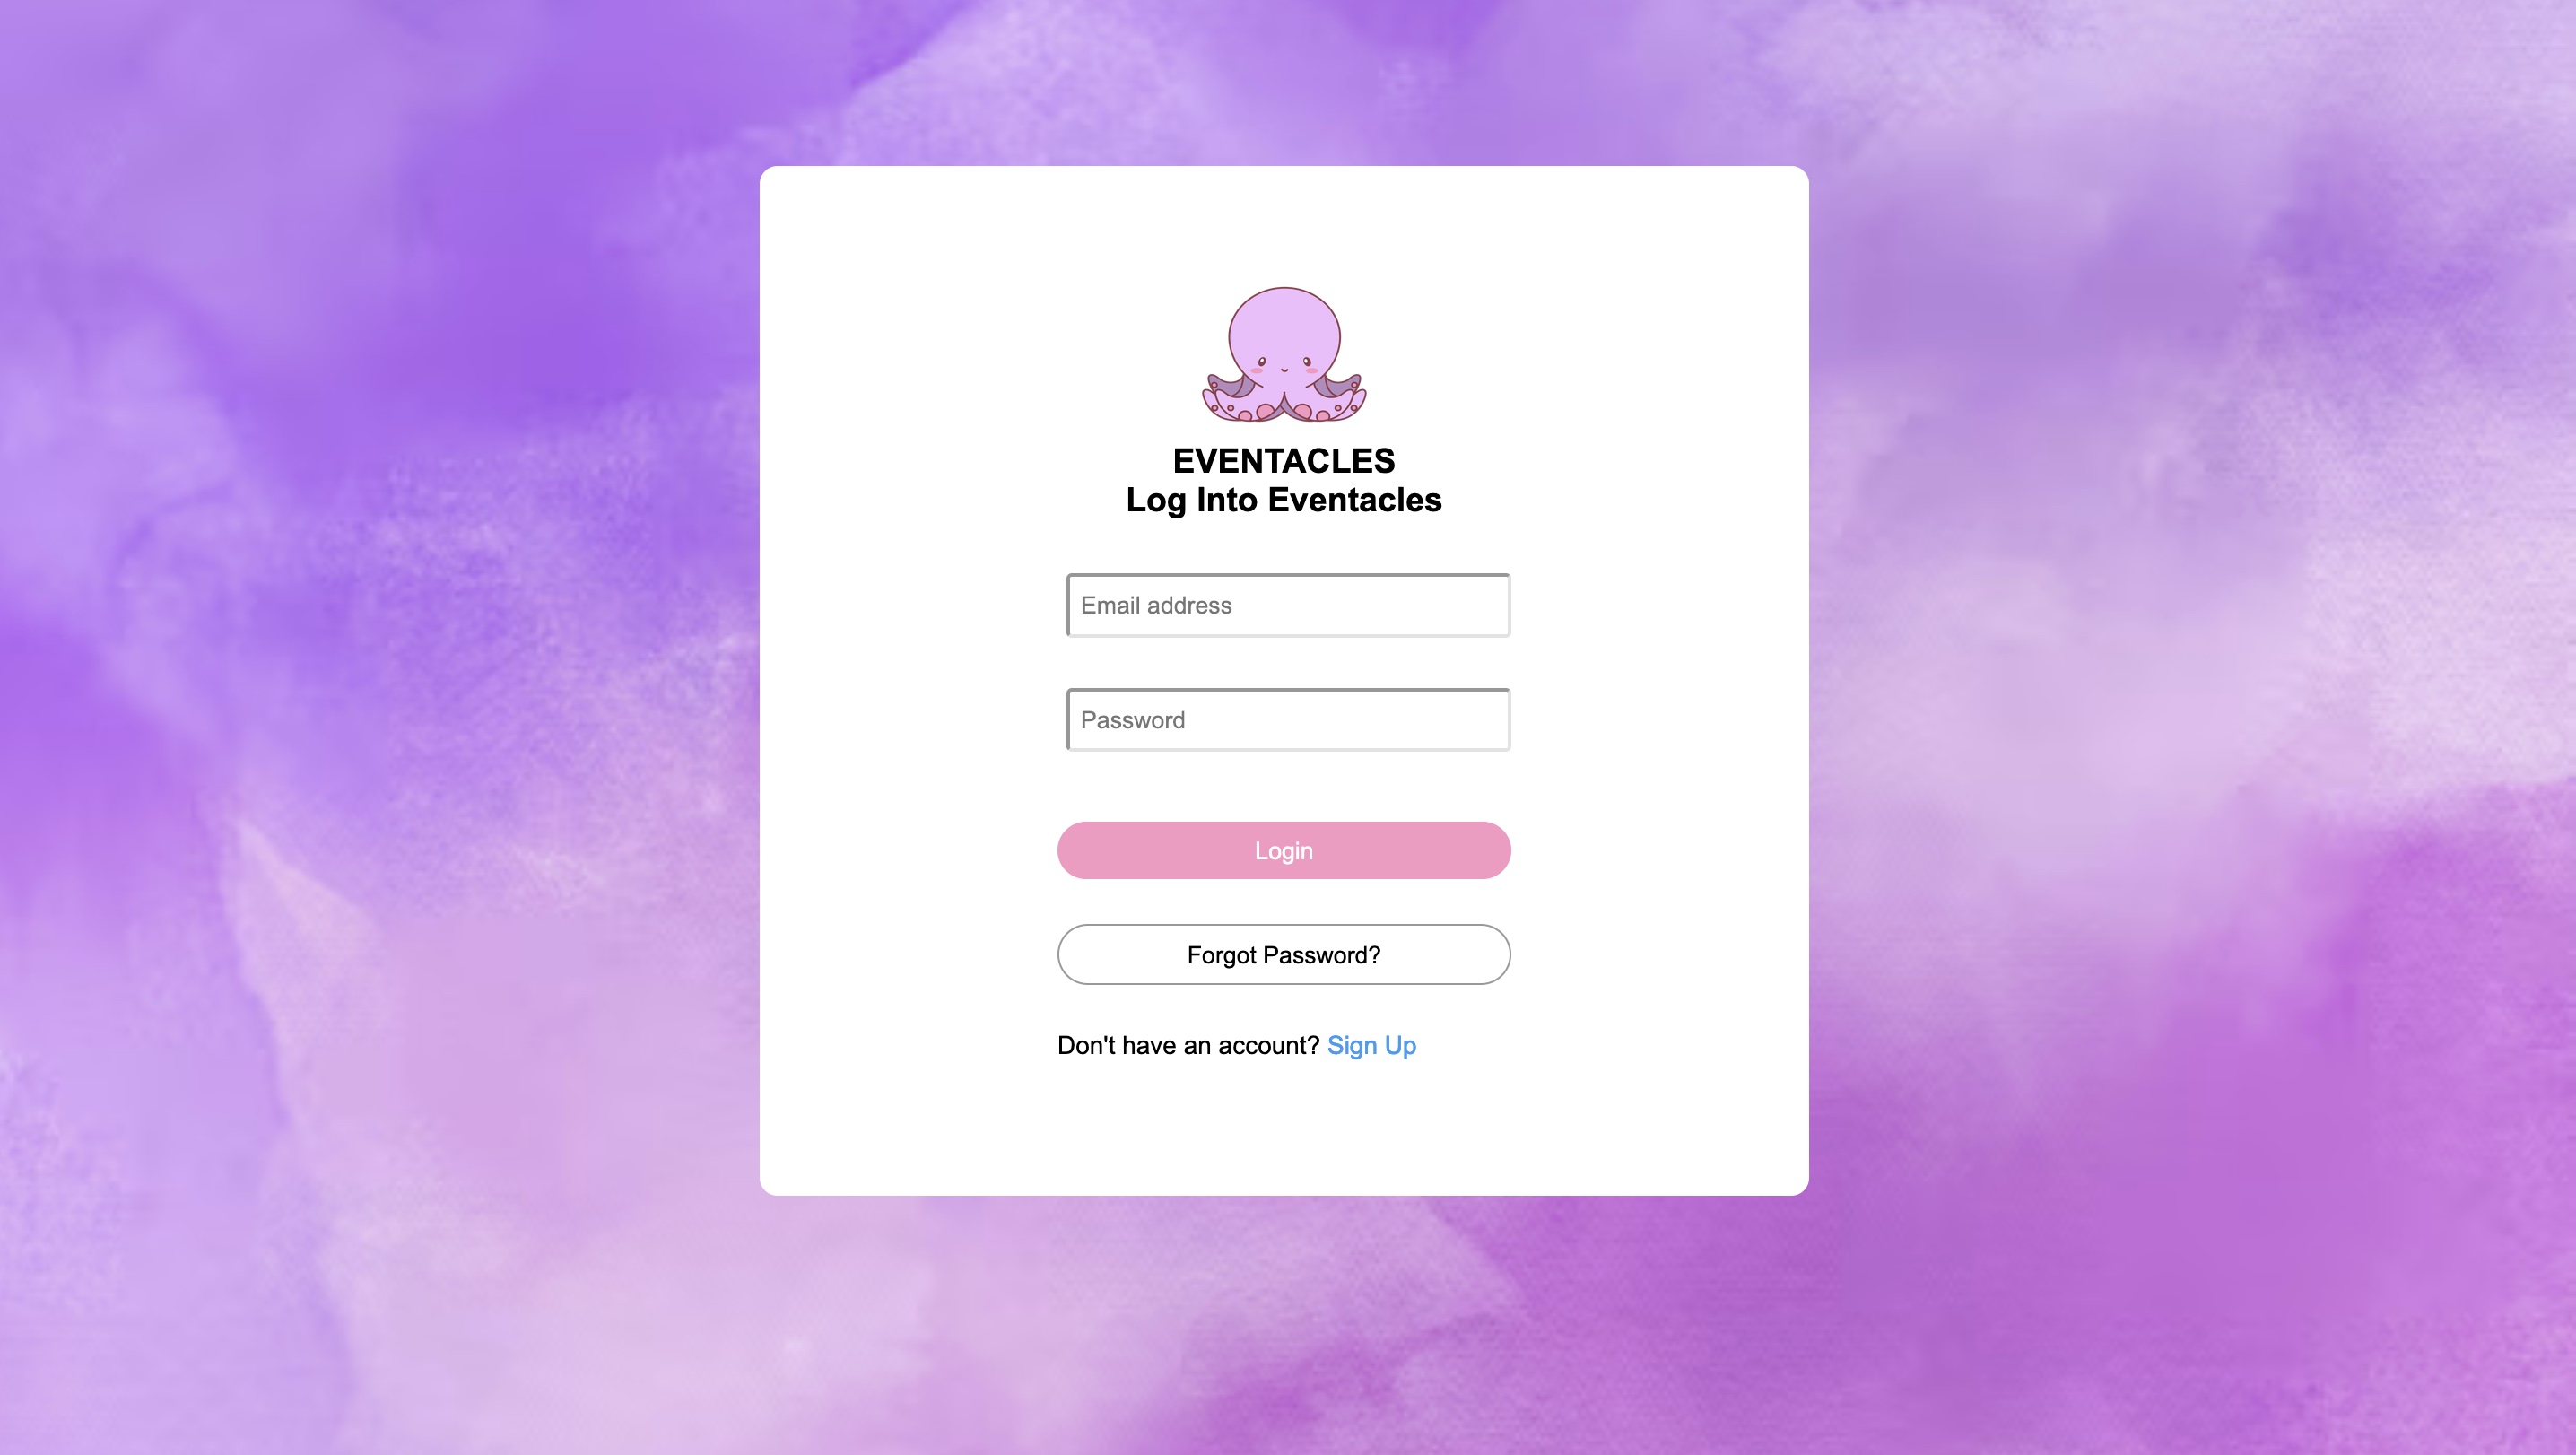 EVENTACLES
Log Into Eventacles
Email address
Password
Login
Forgot Password?
Don't have an account? Sign Up